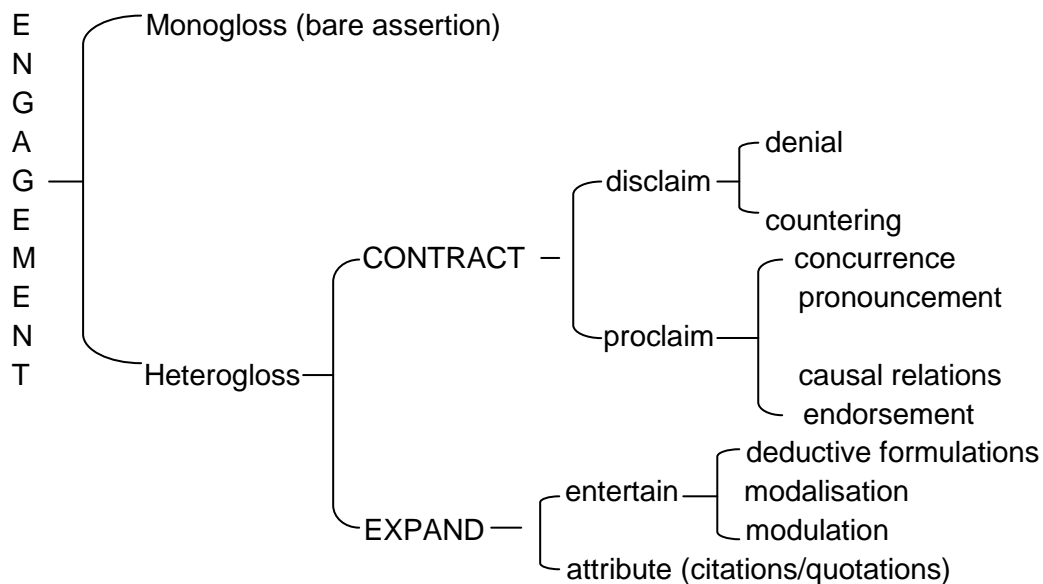 ENGAGEMENT
Monogloss (bare assertion)
Heterogloss
CONTRACT
disclaim
denial
countering
proclaim
concurrence
pronouncement
causal relations
endorsement
EXPAND
entertain
deductive formulations
modalisation
modulation
attribute (citations/quotations)